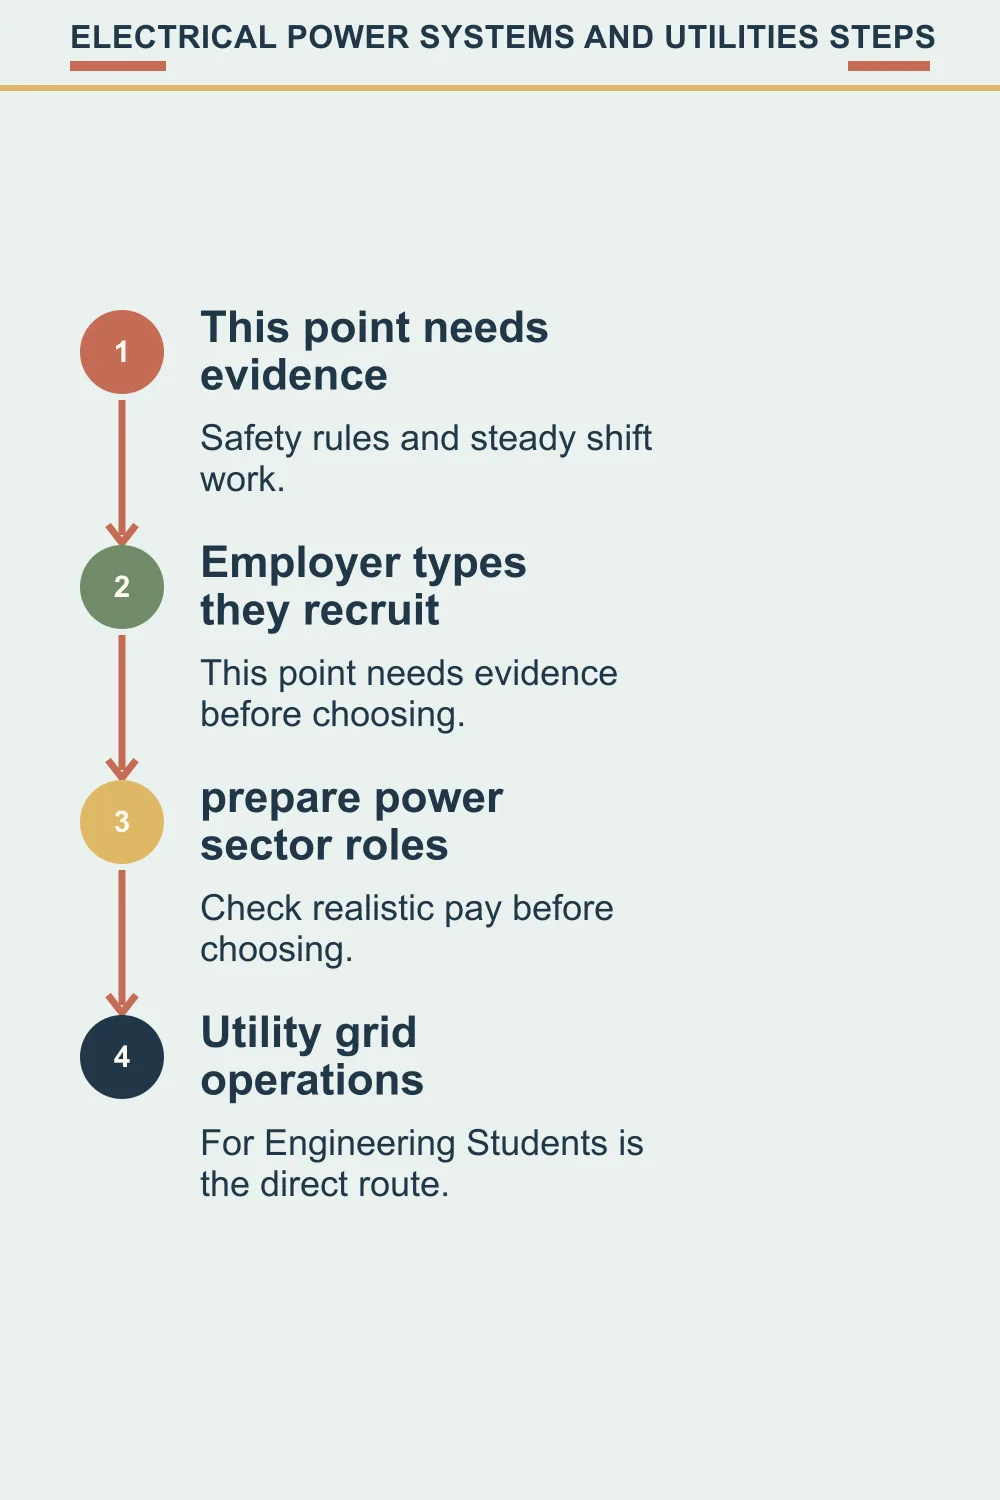 ELECTRICAL POWER SYSTEMS AND UTILITIES STEPS
1
This point needs
evidence
Safety rules and steady shift
work.
2
Employer types
they recruit
This point needs evidence
before choosing.
3
prepare power
sector roles
Check realistic pay before
choosing.
4
Utility grid
operations
For Engineering Students is
the direct route.